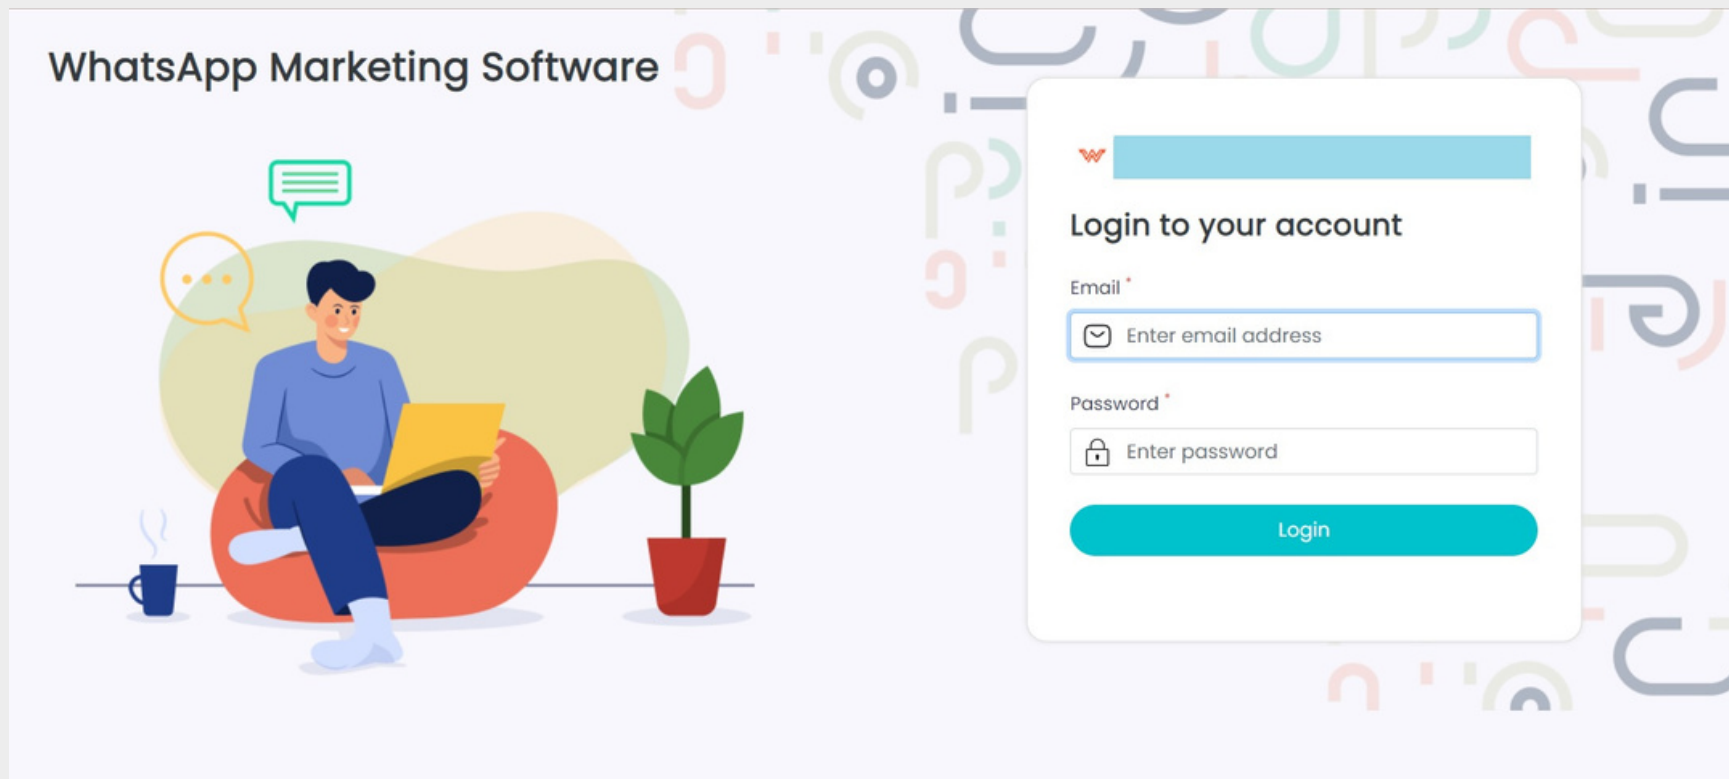 WhatsApp Marketing Software
Login to your account
Email *
Enter email address
Password *
Enter password
Login